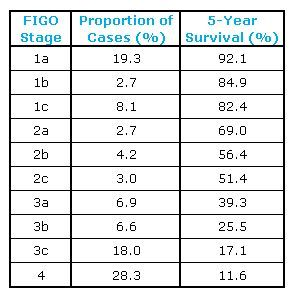 FIGO Stage Proportion of Cases (%) 5-Year Survival (%)
1a 19.3 92.1
1b 2.7 84.9
1c 8.1 82.4
2a 2.7 69.0
2b 4.2 56.4
2c 3.0 51.4
3a 6.9 39.3
3b 6.6 25.5
3c 18.0 17.1
4 28.3 11.6